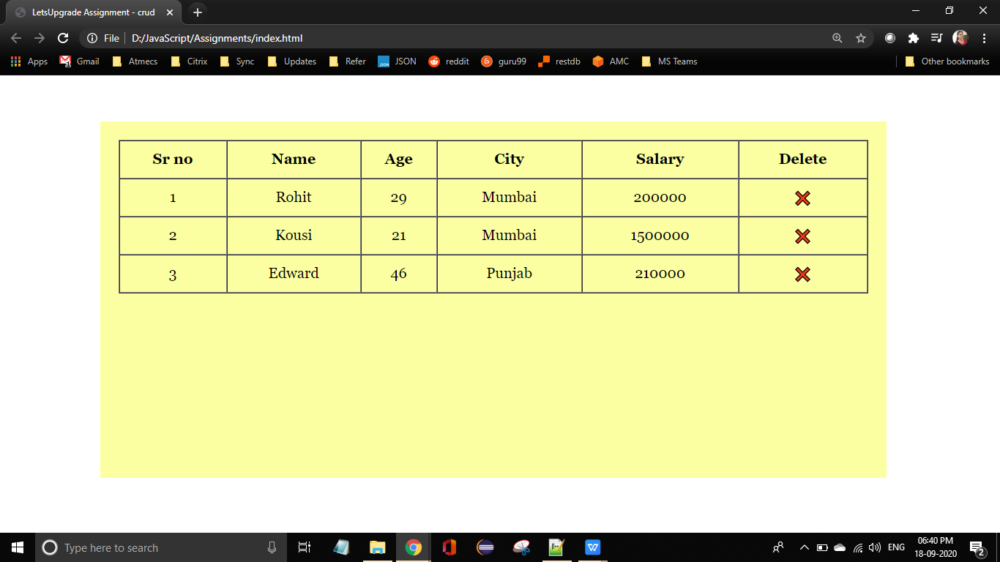 LetsUpgrade Assignment - crud
File D:/JavaScript/Assignments/index.html
Apps Gmail Atmecs Citrix Sync Updates Refer JSON reddit guru99 restdb AMC MS Teams Other bookmarks
Sr no Name Age City Salary Delete
1 Rohit 29 Mumbai 200000
2 Kousi 21 Mumbai 1500000
3 Edward 46 Punjab 210000
Type here to search
ENG
06:40 PM
18-09-2020
2